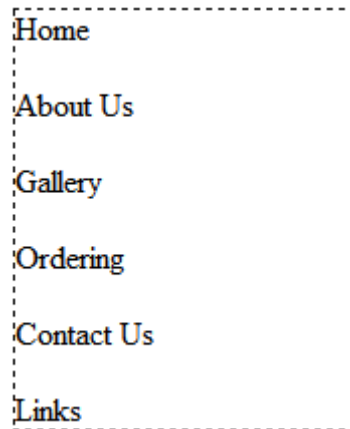 Home
About Us
Gallery
Ordering
Contact Us
Links